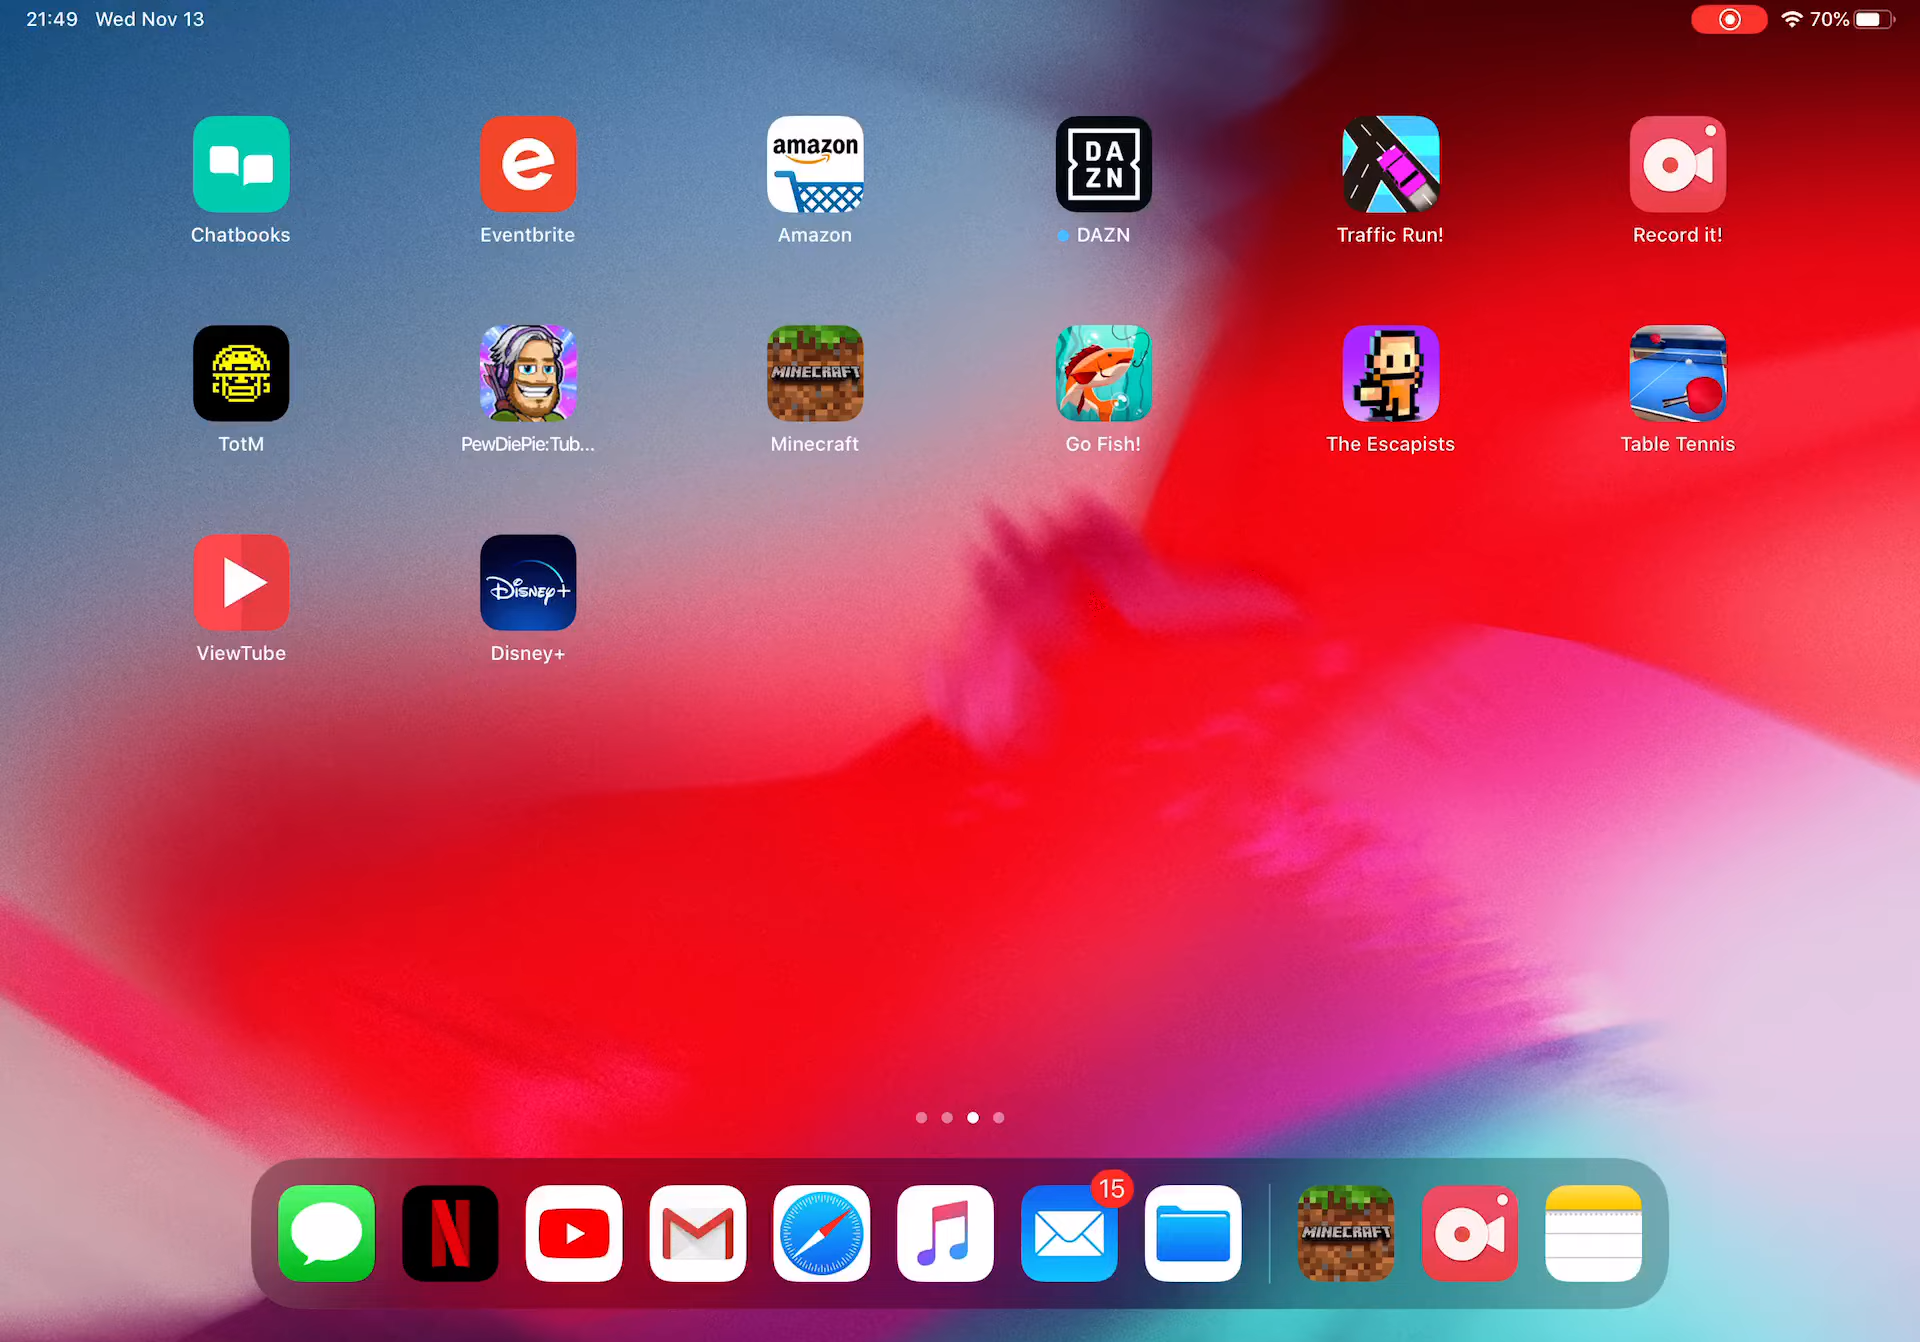 21:49 Wed Nov 13
70%
amazon
DA
ZN
Chatbooks
Eventbrite
Amazon
DAZN
Traffic Run!
Record it!
MINECRAFT
TotM
PewDiePie: Tub...
Minecraft
Go Fish!
The Escapists
Table Tennis
Disney+
ViewTube
Disney+
15
MINECRAFT